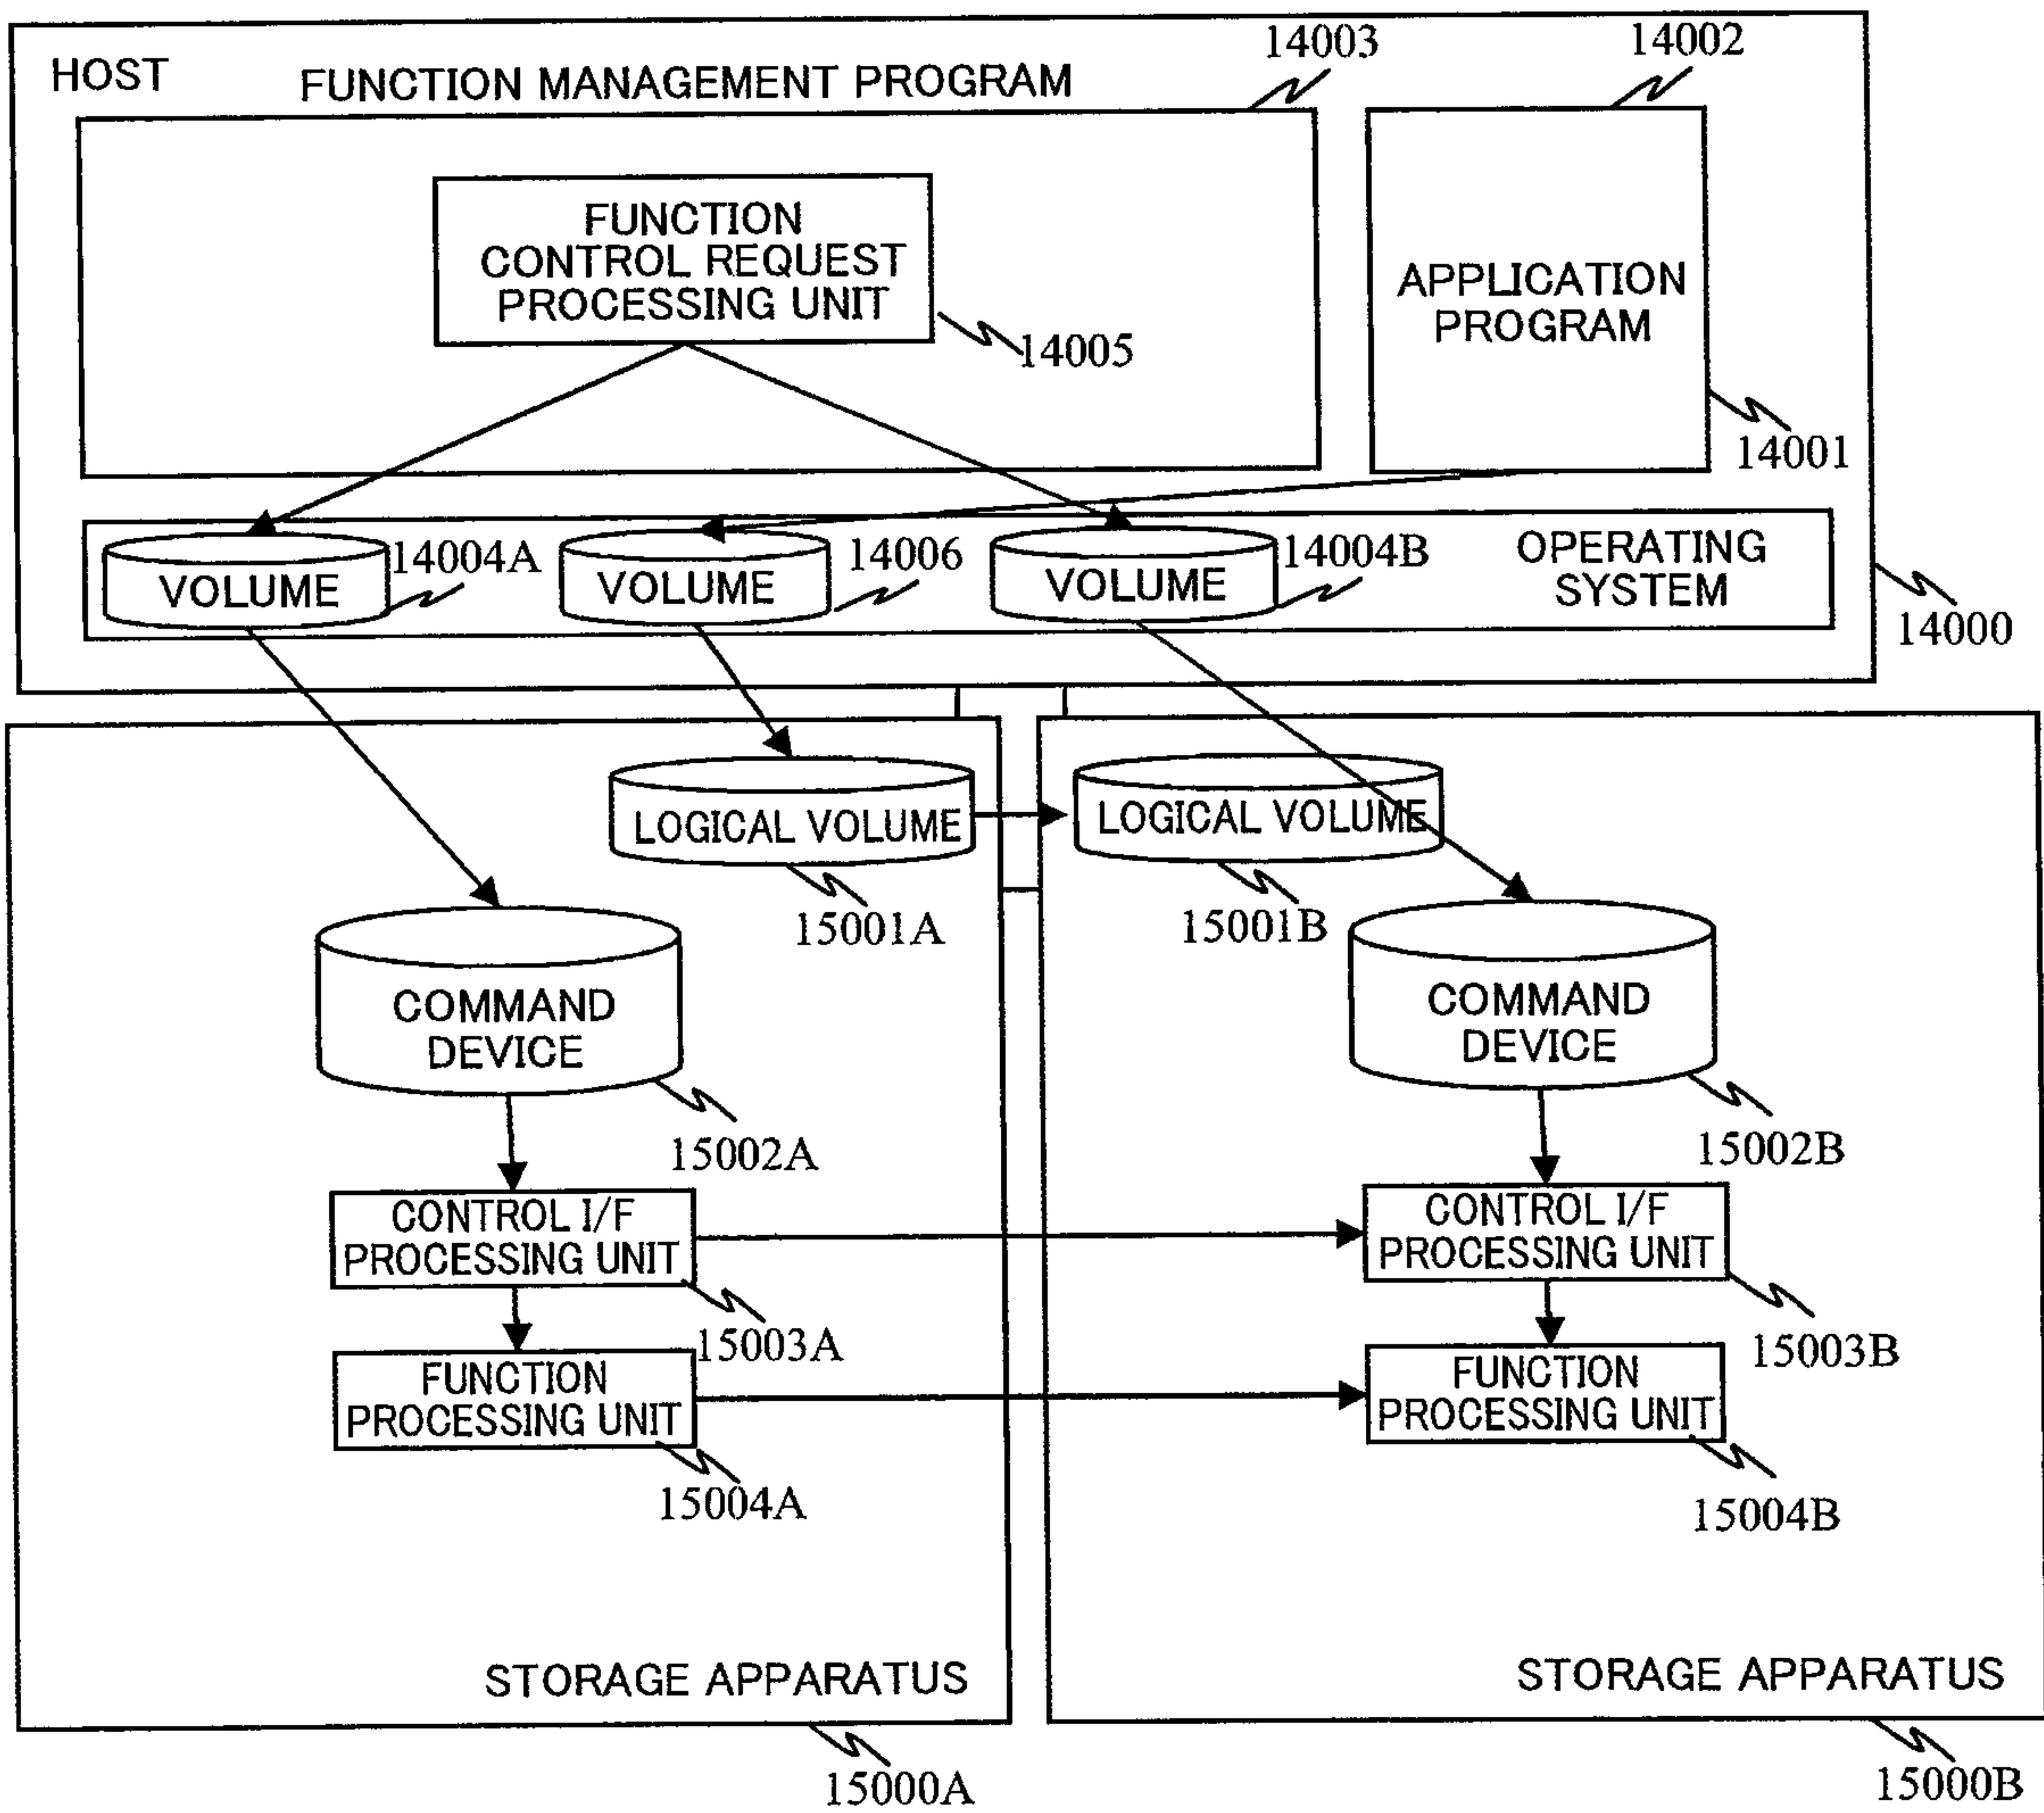 14003
14002
HOST
FUNCTION MANAGEMENT PROGRAM
FUNCTION
CONTROL REQUEST
PROCESSING UNIT
14005
APPLICATION
PROGRAM
14001
14004A
VOLUME
14006
VOLUME
14004B
VOLUME
OPERATING
SYSTEM
14000
LOGICAL VOLUME
15001A
LOGICAL VOLUME
15001B
COMMAND
DEVICE
15002A
COMMAND
DEVICE
15002B
CONTROL I/F
PROCESSING UNIT
15003A
CONTROL I/F
PROCESSING UNIT
15003B
FUNCTION
PROCESSING UNIT
15004A
FUNCTION
PROCESSING UNIT
15004B
STORAGE APPARATUS
15000A
STORAGE APPARATUS
15000B